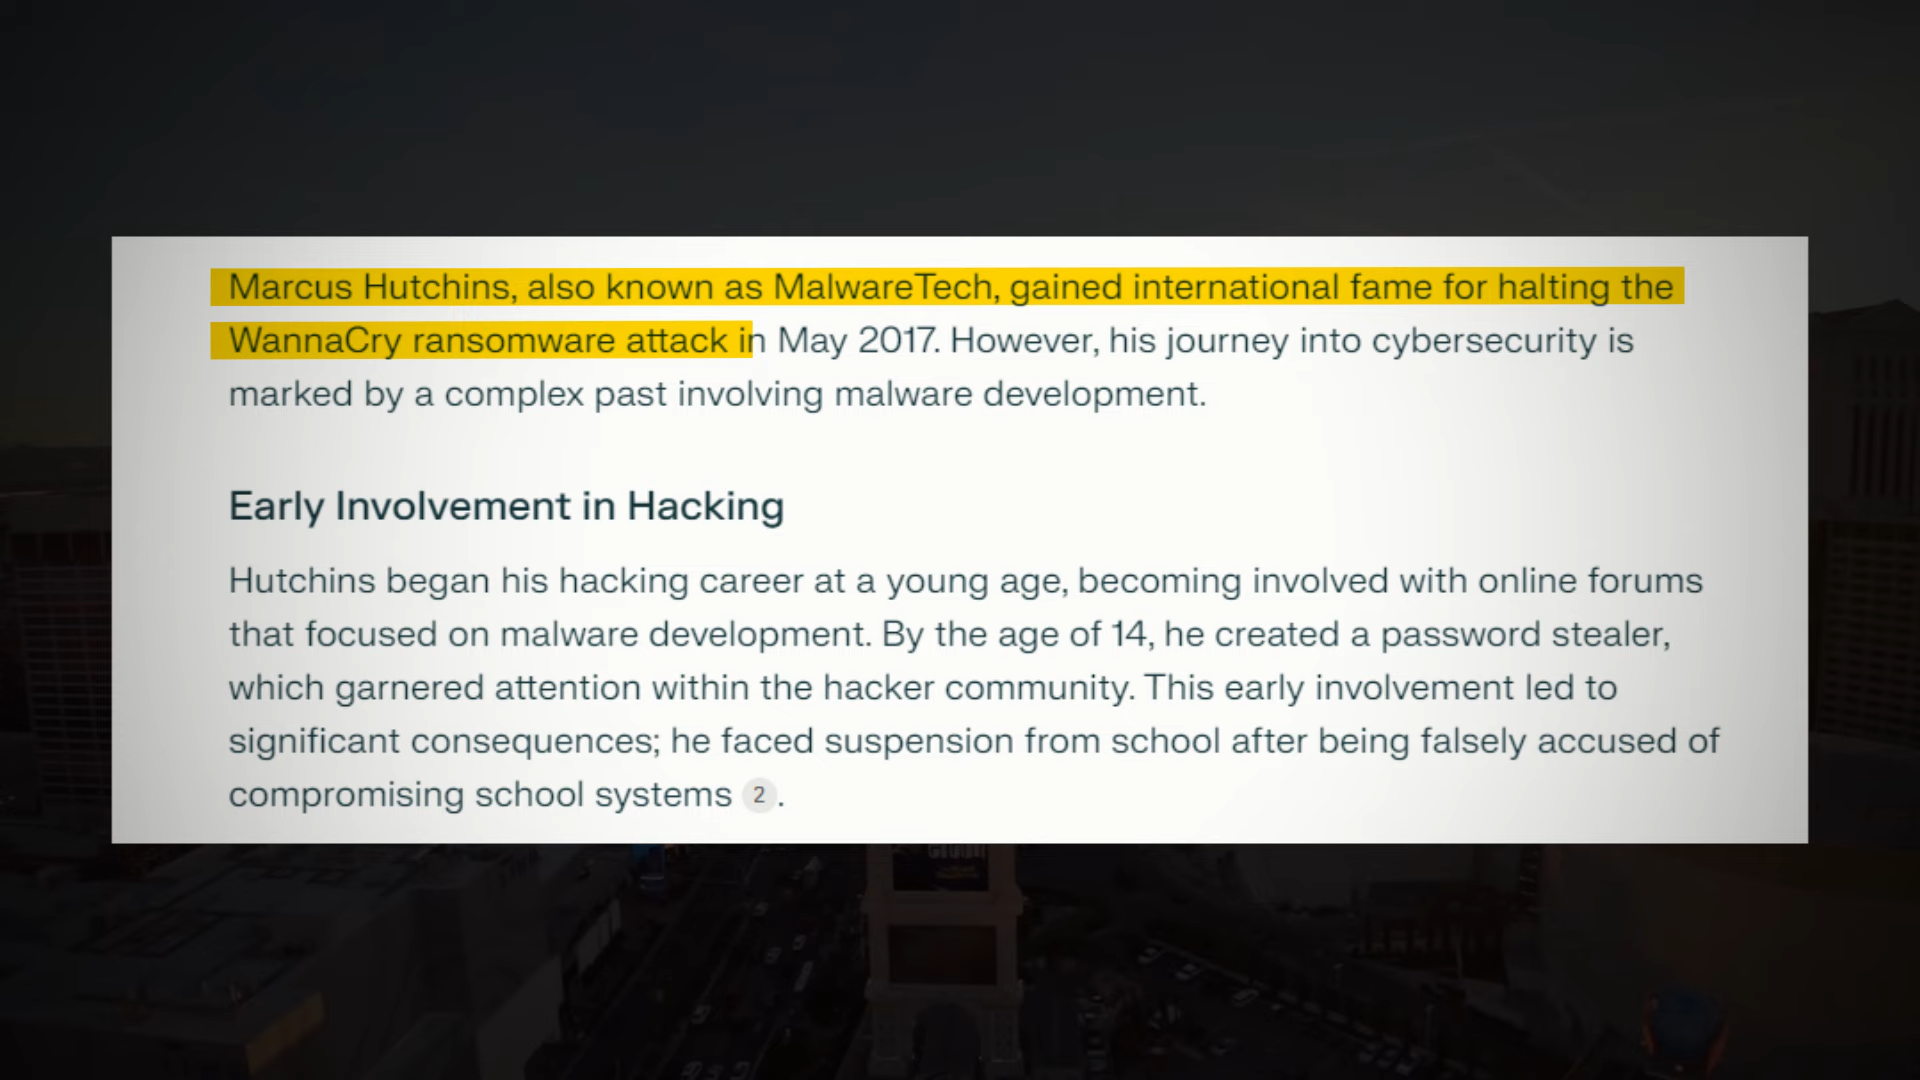 Marcus Hutchins, also known as MalwareTech, gained international fame for halting the
WannaCry ransomware attack in May 2017. However, his journey into cybersecurity is
marked by a complex past involving malware development.
Early Involvement in Hacking
Hutchins began his hacking career at a young age, becoming involved with online forums
that focused on malware development. By the age of 14, he created a password stealer,
which garnered attention within the hacker community. This early involvement led to
significant consequences; he faced suspension from school after being falsely accused of
compromising school systems 2.